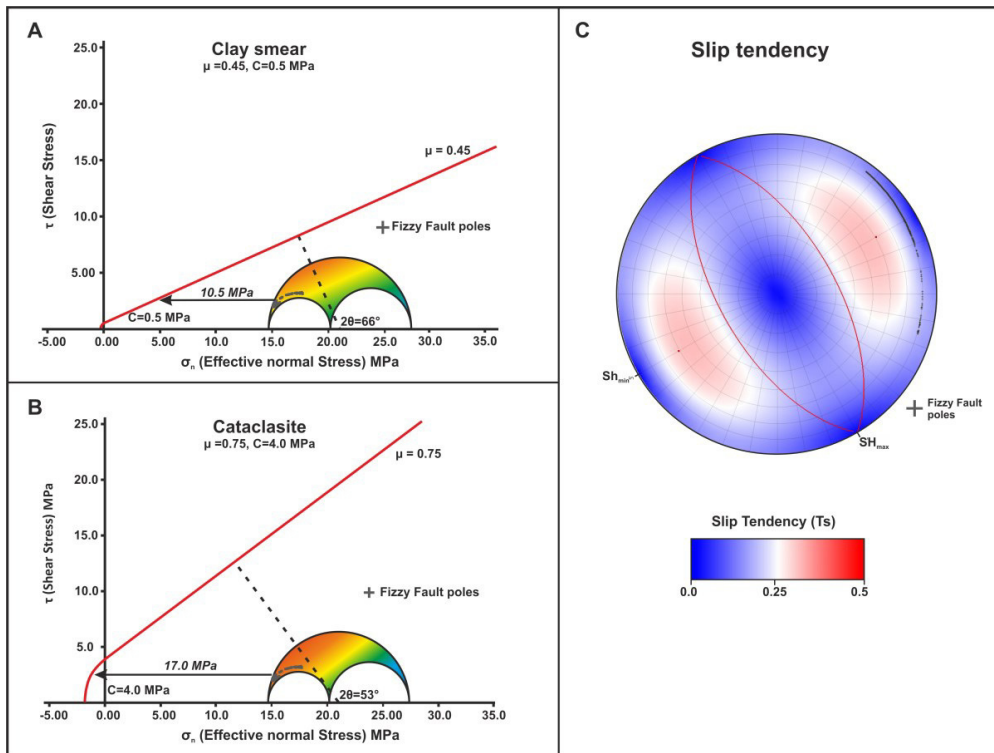 A
Clay smear
μ =0.45, C=0.5 MPa
25.0
20.0
15.0
10.0
5.00
τ (Shear Stress)
μ = 0.45
Fizzy Fault poles
10.5 MPa
C=0.5 MPa
2θ=66°
-5.00 0.00 5.00 10.0 15.0 20.0 25.0 30.0 35.0
σn (Effective normal Stress) MPa
B
Cataclasite
μ =0.75, C=4.0 MPa
25.0
20.0
15.0
10.0
5.0
τ (Shear Stress) MPa
μ = 0.75
Fizzy Fault poles
17.0 MPa
C=4.0 MPa
2θ=53°
-5.00 0.00 5.00 10.0 15.0 20.0 25.0 30.0 35.0
σn (Effective normal Stress) MPa
C
Slip tendency
Shmin
SHmax
Fizzy Fault
poles
Slip Tendency (Ts)
0.0 0.25 0.5